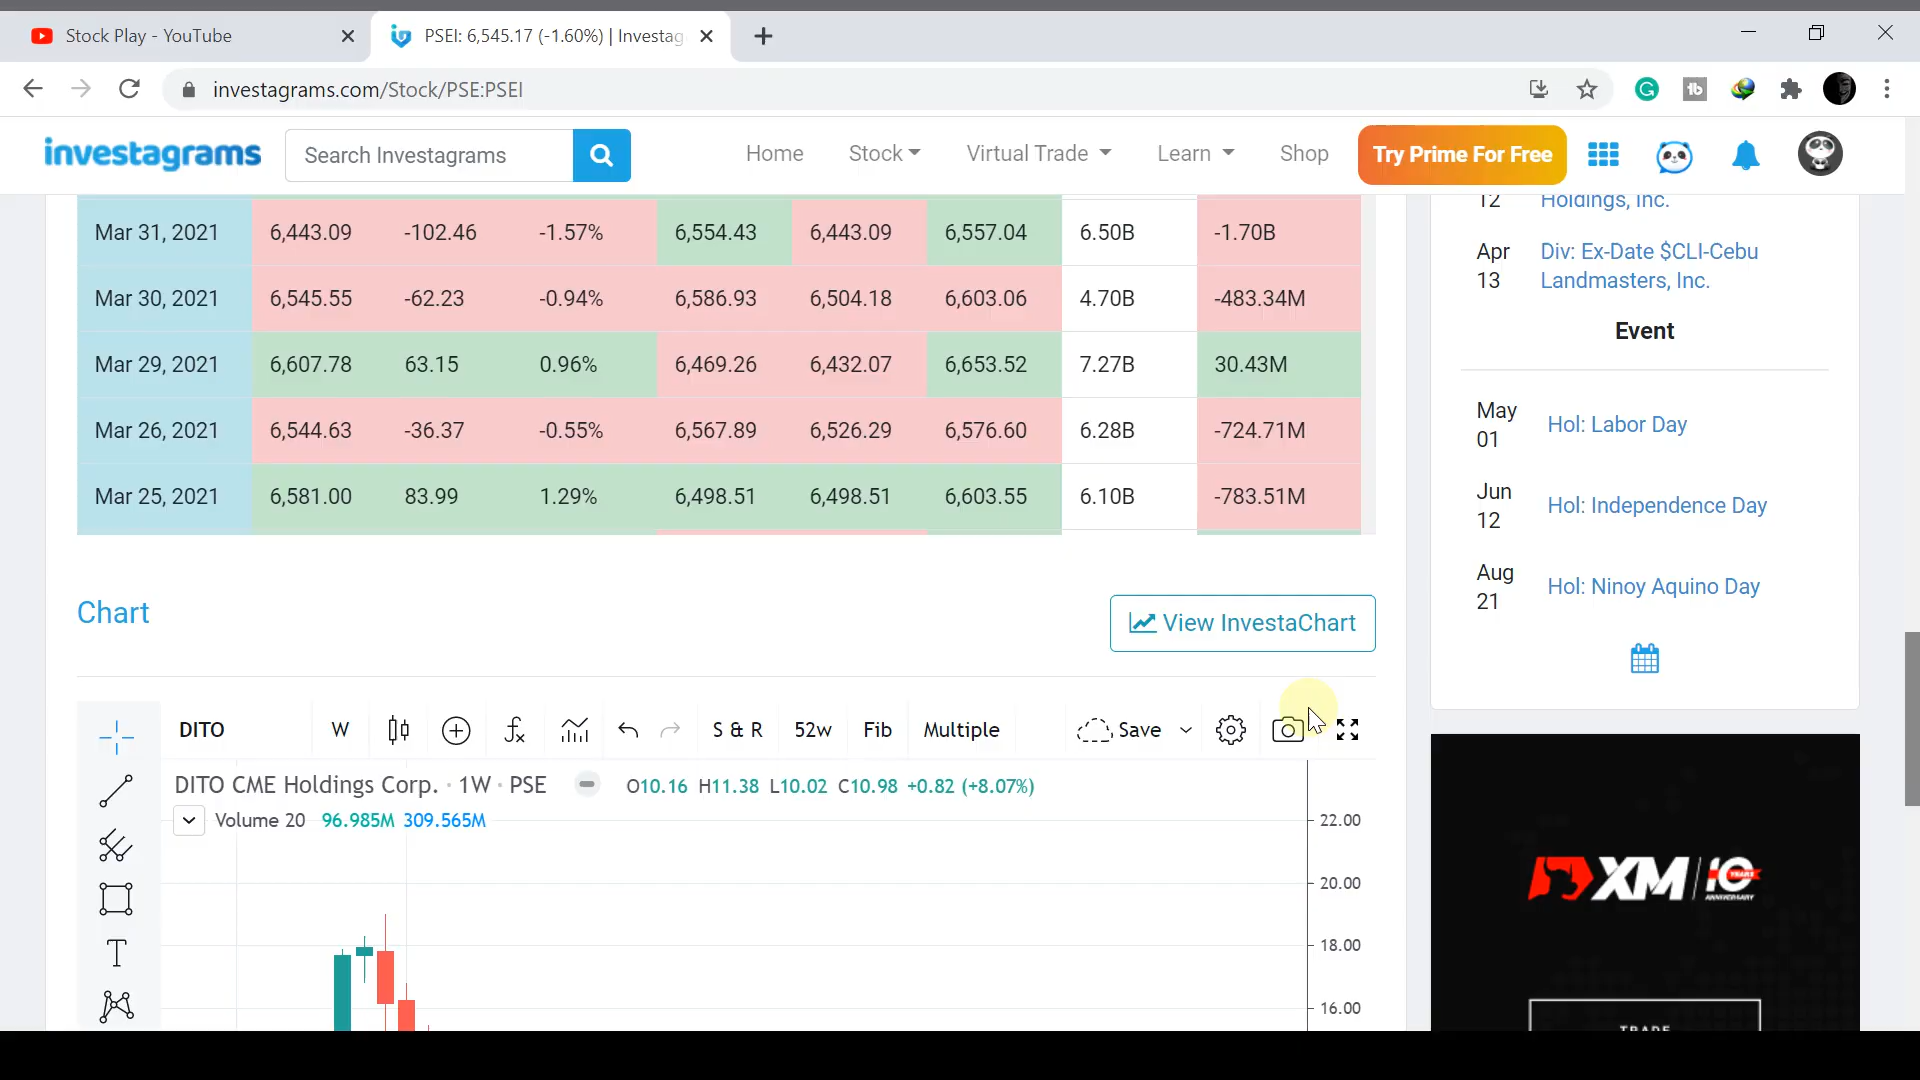 Stock Play - YouTube
PSEI: 6,545.17 (-1.60%) | Investag
investagrams.com/Stock/PSE:PSEI
investagrams
Search Investagrams
Home
Stock
Virtual Trade
Learn
Shop
Try Prime For Free
Mar 31, 2021 6,443.09 -102.46 -1.57% 6,554.43 6,443.09 6,557.04 6.50B -1.70B
Mar 30, 2021 6,545.55 -62.23 -0.94% 6,586.93 6,504.18 6,603.06 4.70B -483.34M
Mar 29, 2021 6,607.78 63.15 0.96% 6,469.26 6,432.07 6,653.52 7.27B 30.43M
Mar 26, 2021 6,544.63 -36.37 -0.55% 6,567.89 6,526.29 6,576.60 6.28B -724.71M
Mar 25, 2021 6,581.00 83.99 1.29% 6,498.51 6,498.51 6,603.55 6.10B -783.51M
Chart
View InvestaChart
DITO W S & R 52w Fib Multiple Save
DITO CME Holdings Corp. · 1W · PSE O10.16 H11.38 L10.02 C10.98 +0.82 (+8.07%)
Volume 20 96.985M 309.565M
22.00
20.00
18.00
16.00
12 Holdings, Inc.
Apr 13
Div: Ex-Date $CLI-Cebu
Landmasters, Inc.
Event
May 01
Hol: Labor Day
Jun 12
Hol: Independence Day
Aug 21
Hol: Ninoy Aquino Day
XM 10
YEARS
ANNIVERSARY
TRADE